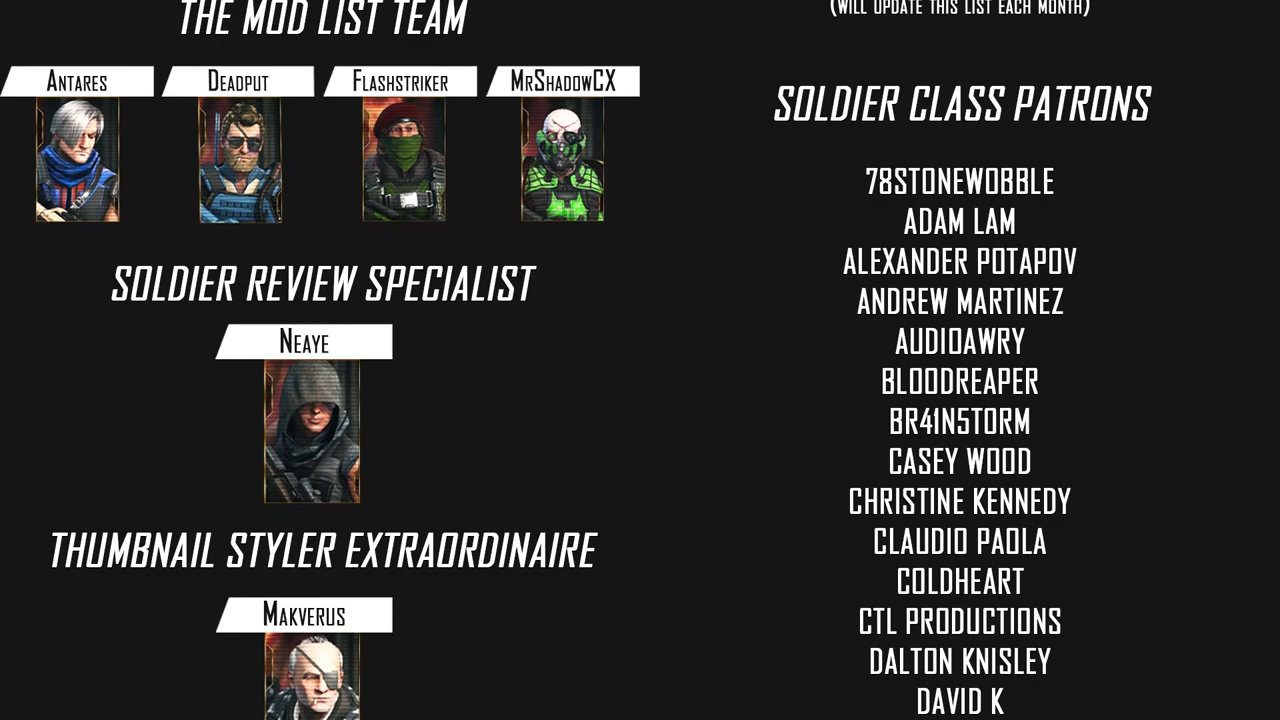 THE MOD LIST TEAM
Antares
Deadput
Flashstriker
MrShadowCX
SOLDIER REVIEW SPECIALIST
Neaye
THUMBNAIL STYLER EXTRAORDINAIRE
Makverus
(WILL UPDATE THIS LIST EACH MONTH)
SOLDIER CLASS PATRONS
78STONEWOBBLE
ADAM LAM
ALEXANDER POTAPOV
ANDREW MARTINEZ
AUDIOAWRY
BLOODREAPER
BR41N5TORM
CASEY WOOD
CHRISTINE KENNEDY
CLAUDIO PAOLA
COLDHEART
CTL PRODUCTIONS
DALTON KNISLEY
DAVID K